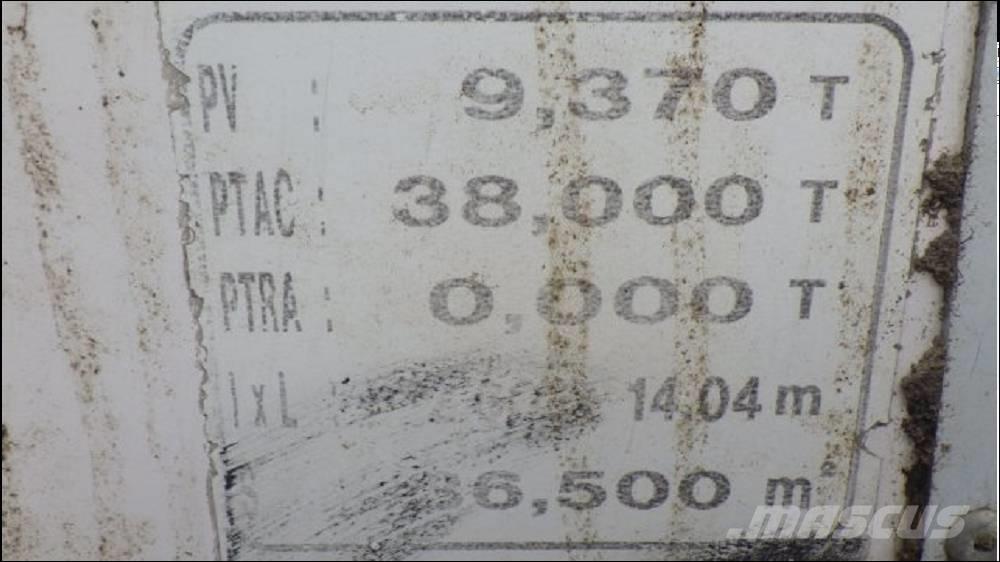 PV : 9,370 T
PTAC : 38,000 T
PTRA : 0,000 T
l x L : 14,04 m
6,500 m²
MASCUS